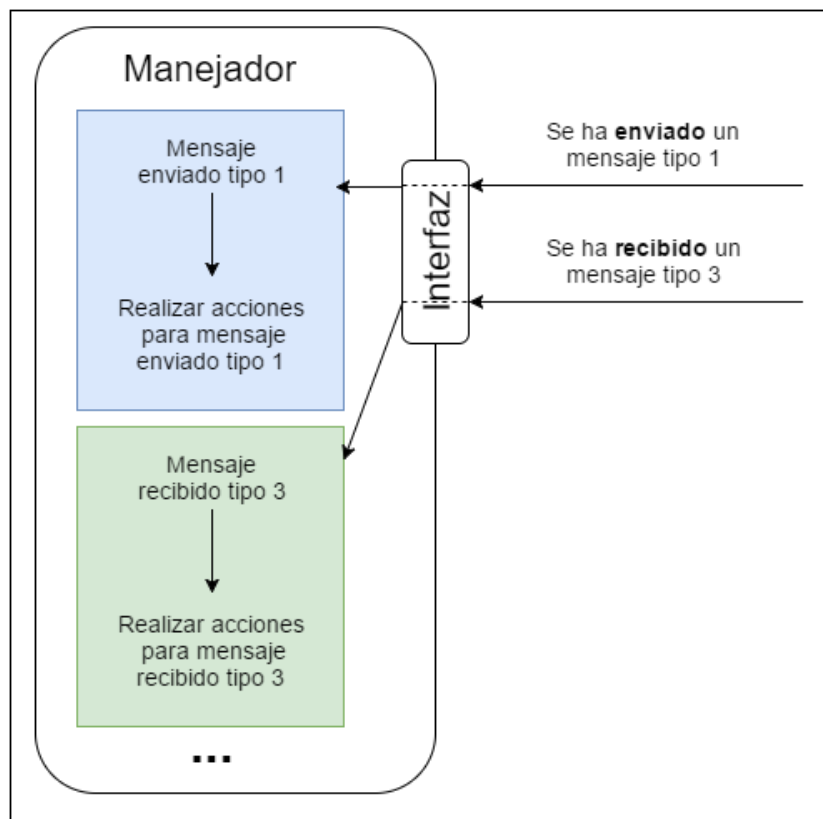 Manejador
Mensaje
enviado tipo 1
Realizar acciones
para mensaje
enviado tipo 1
Mensaje
recibido tipo 3
Realizar acciones
para mensaje
recibido tipo 3
...
Interfaz
Se ha enviado un
mensaje tipo 1
Se ha recibido un
mensaje tipo 3